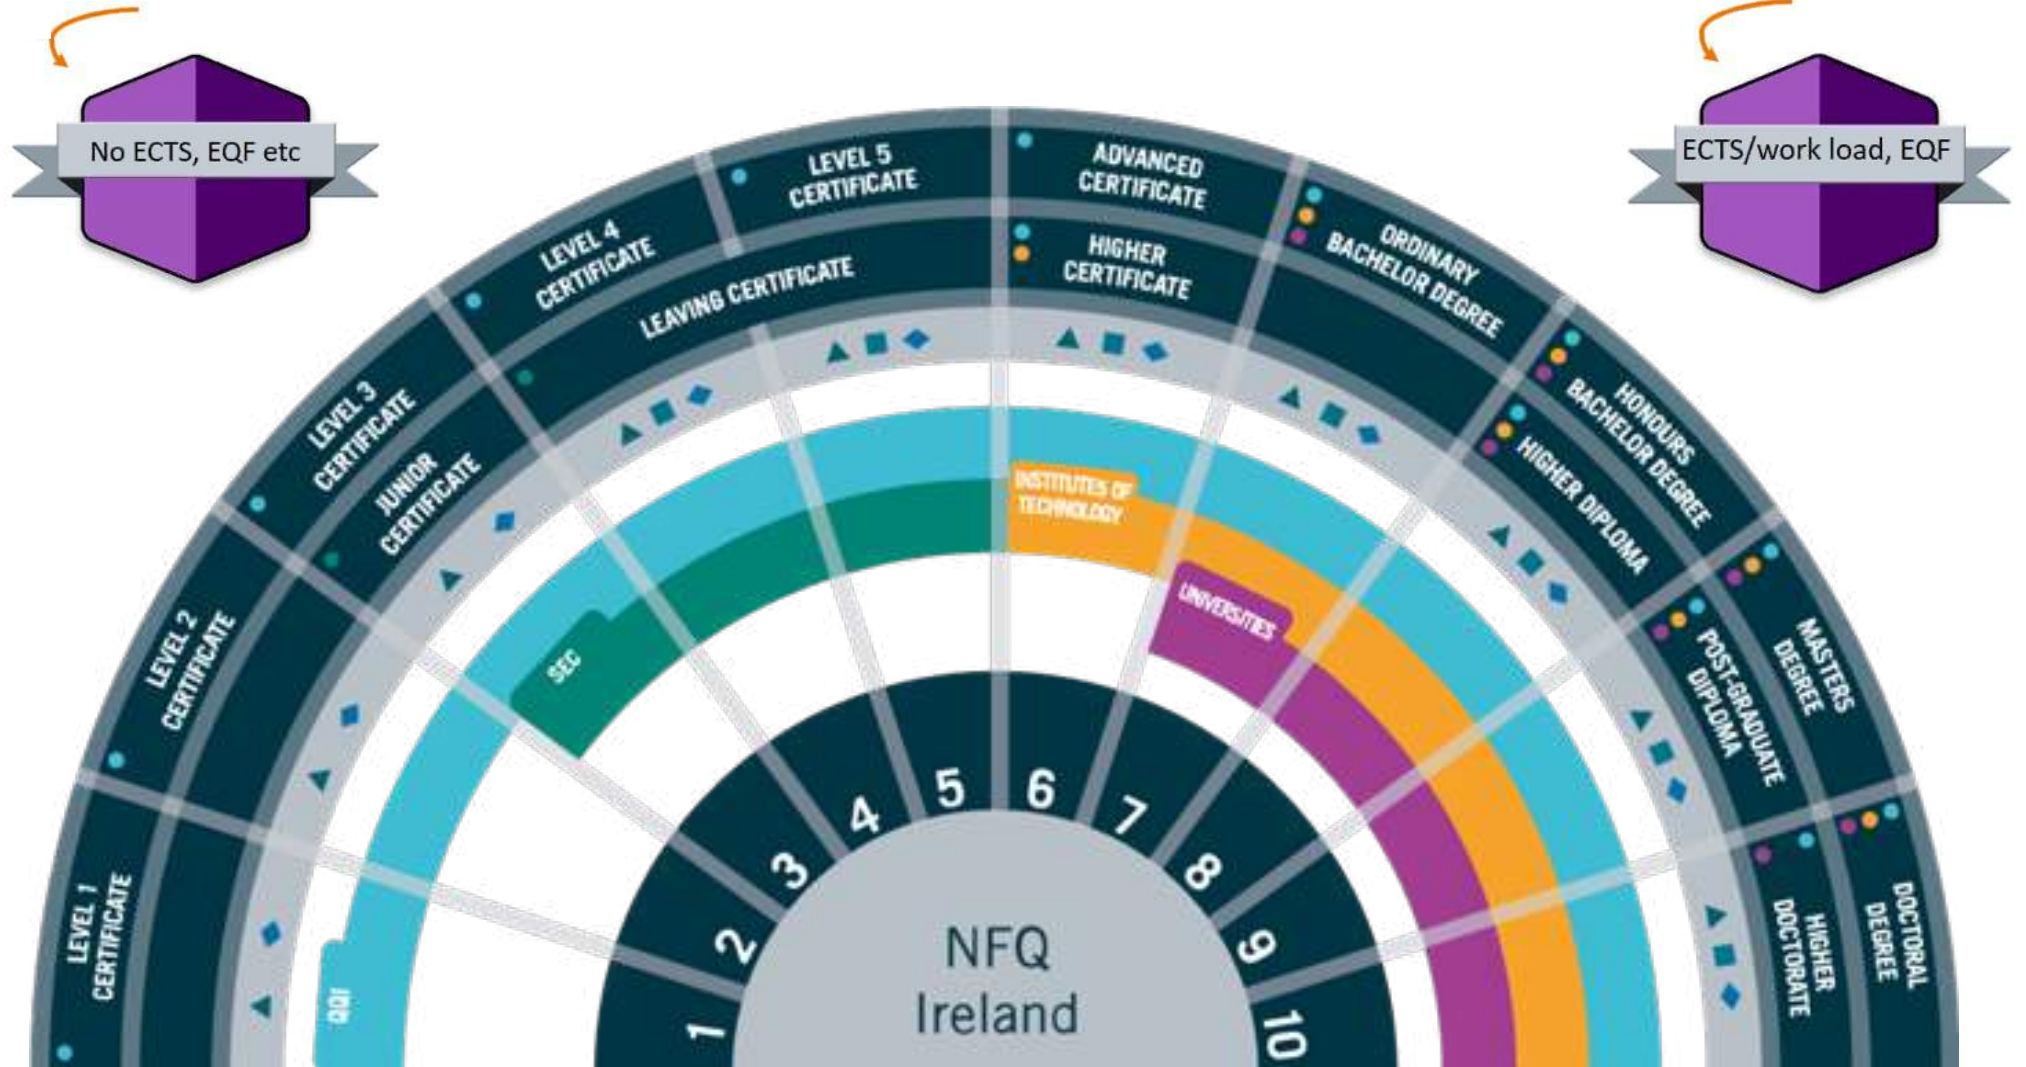 No ECTS, EQF etc
ECTS/work load, EQF
LEVEL 1
CERTIFICATE
LEVEL 2
CERTIFICATE
LEVEL 3
CERTIFICATE
JUNIOR
CERTIFICATE
LEVEL 4
CERTIFICATE
LEVEL 5
CERTIFICATE
LEAVING CERTIFICATE
ADVANCED
CERTIFICATE
HIGHER
CERTIFICATE
ORDINARY
BACHELOR DEGREE
HONOURS
BACHELOR DEGREE
HIGHER DIPLOMA
MASTERS
DEGREE
POST-GRADUATE
DIPLOMA
DOCTORAL
DEGREE
HIGHER
DOCTORATE
QQI
SEC
INSTITUTES OF
TECHNOLOGY
UNIVERSITIES
1
2
3
4
5
6
7
8
9
10
NFQ
Ireland